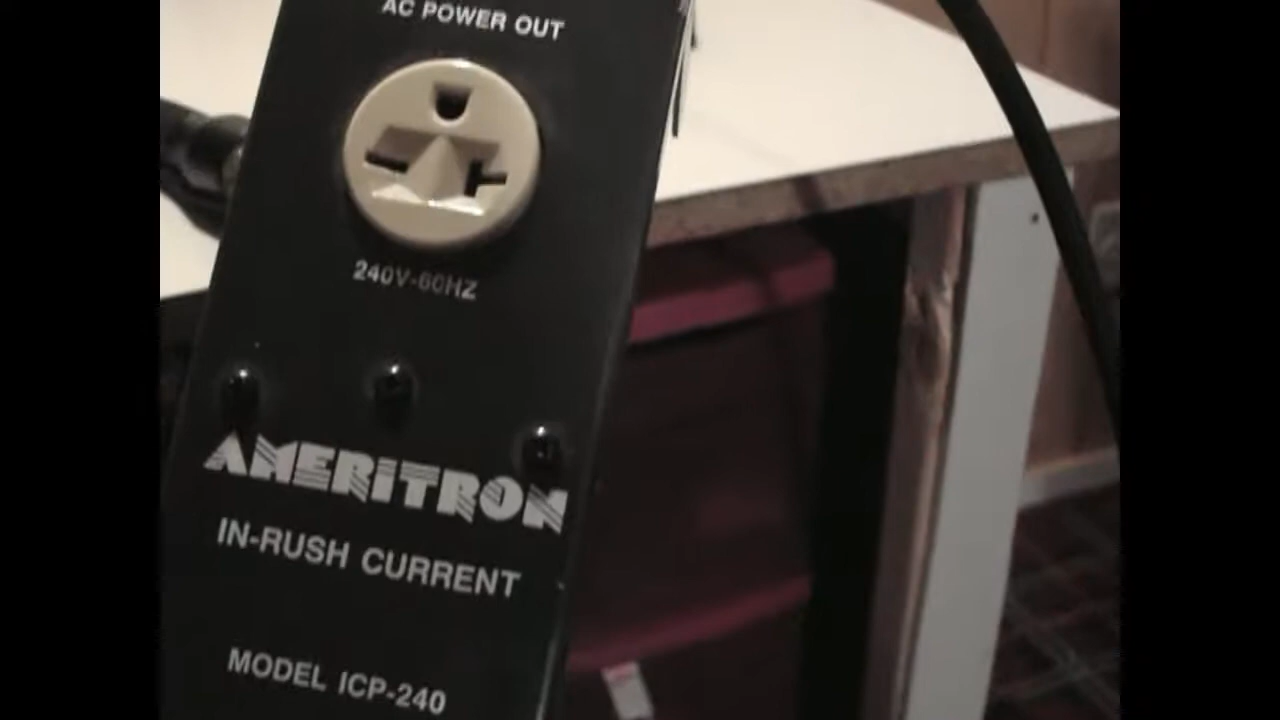 AC POWER OUT
240V-60HZ
AMERITRON
IN-RUSH CURRENT
MODEL ICP-240